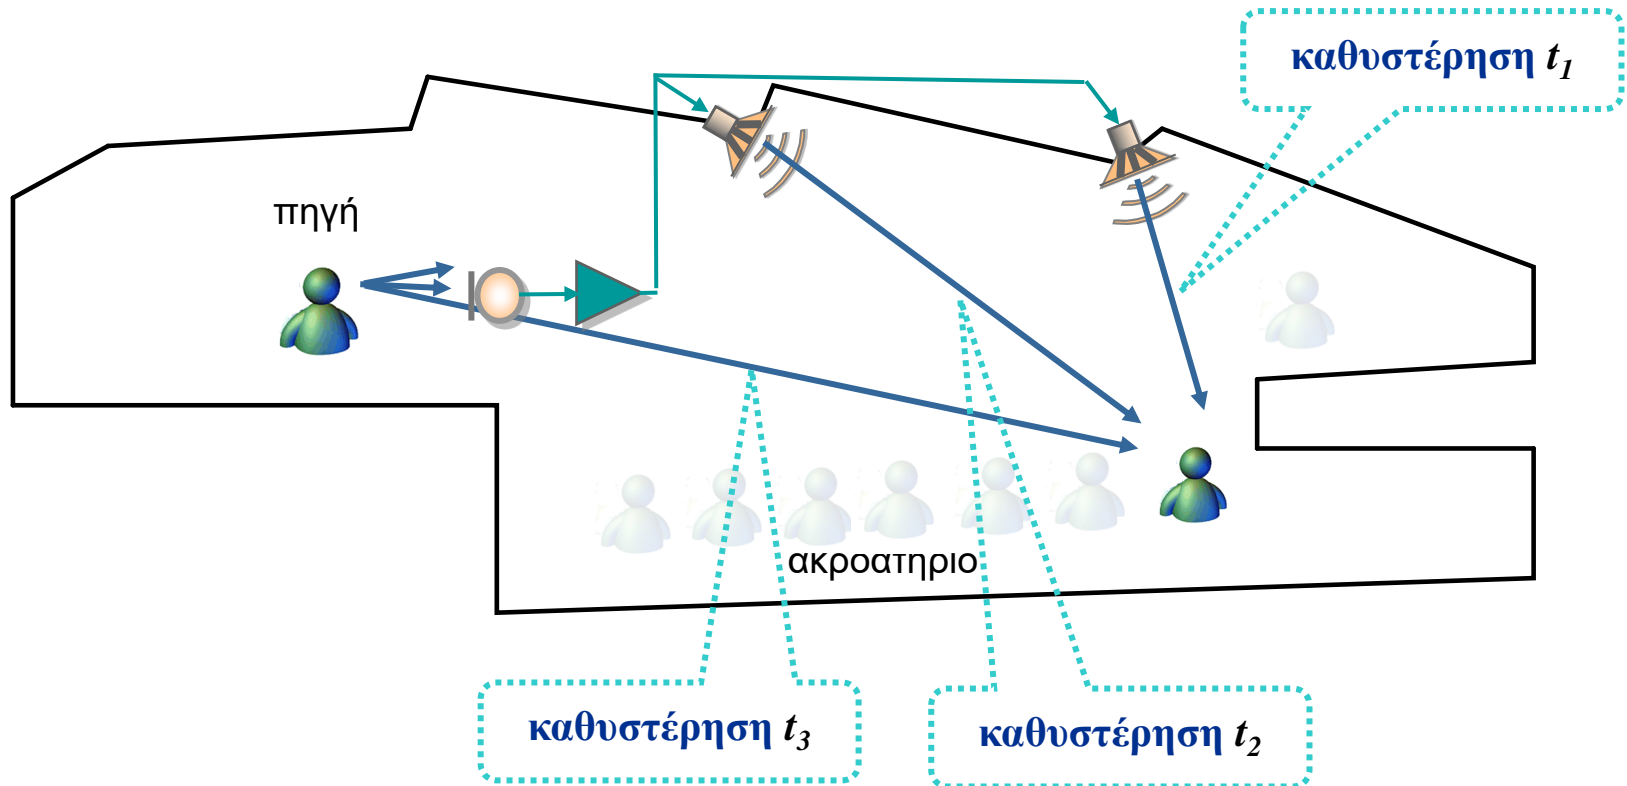 καθυστέρηση t1
πηγή
ακροατηριο
καθυστέρηση t3
καθυστέρηση t2